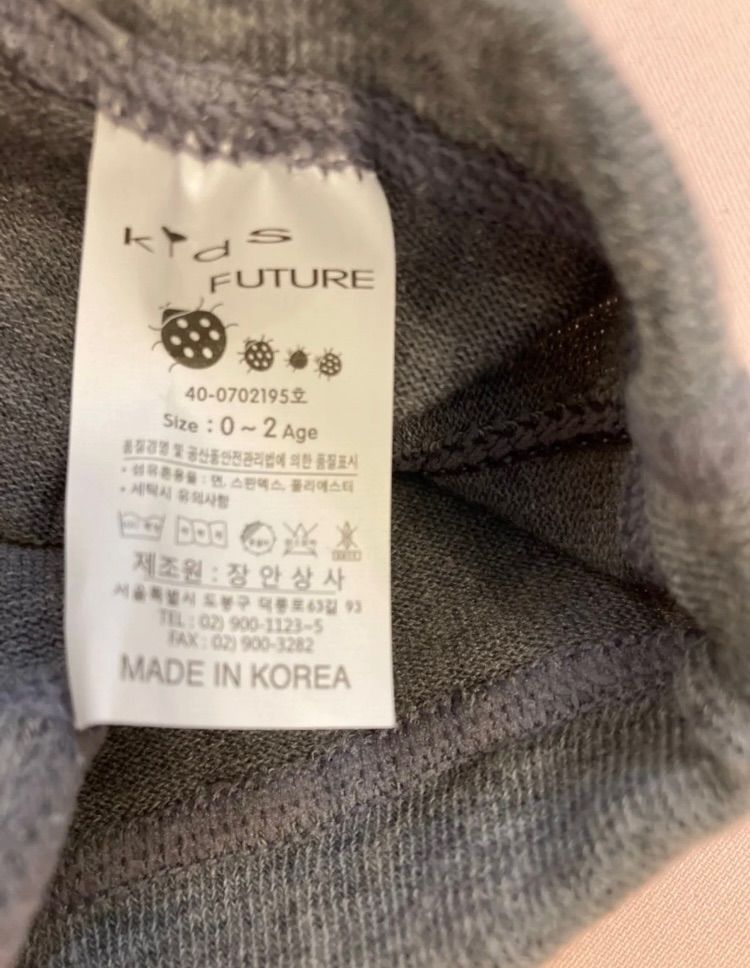 kids
FUTURE
40-0702195호
Size : 0 ~ 2 Age
품질경영 및 공산품안전관리법에 의한 품질표시
• 섬유혼용율 : 면, 스판덱스, 폴리에스터
• 세탁시 유의사항
제조원 : 장안상사
서울특별시 도봉구 덕릉로63길 93
TEL : 02) 900-1123~5
FAX : 02) 900-3282
MADE IN KOREA